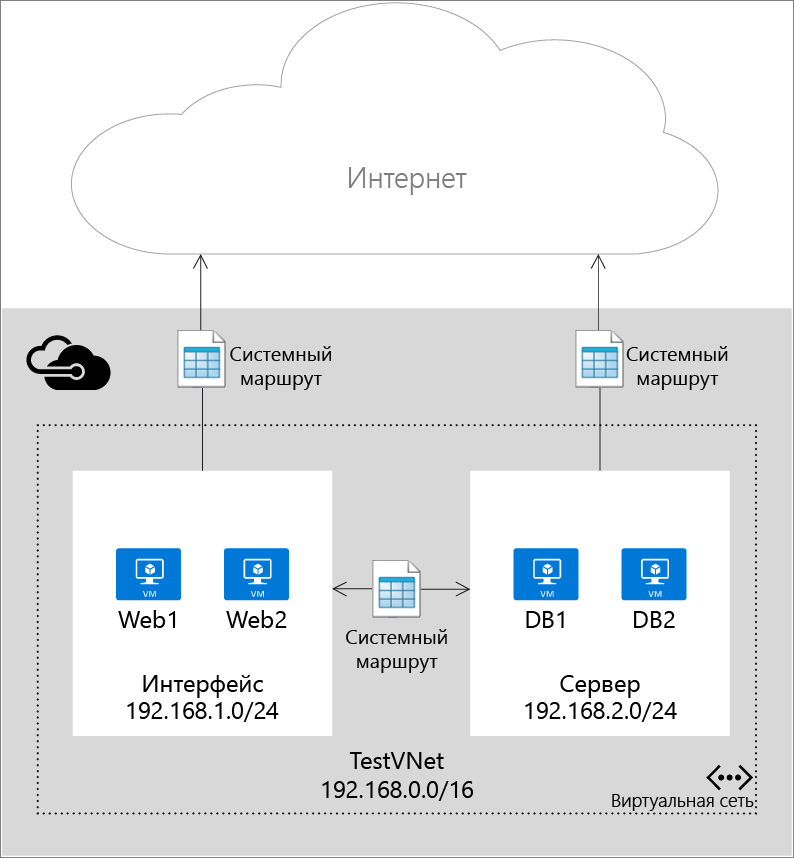 Интернет
Системный
маршрут
Системный
маршрут
VM
VM
VM
VM
Web1
Web2
DB1
DB2
Системный
маршрут
Интерфейс
192.168.1.0/24
Сервер
192.168.2.0/24
TestVNet
192.168.0.0/16
Виртуальная сеть